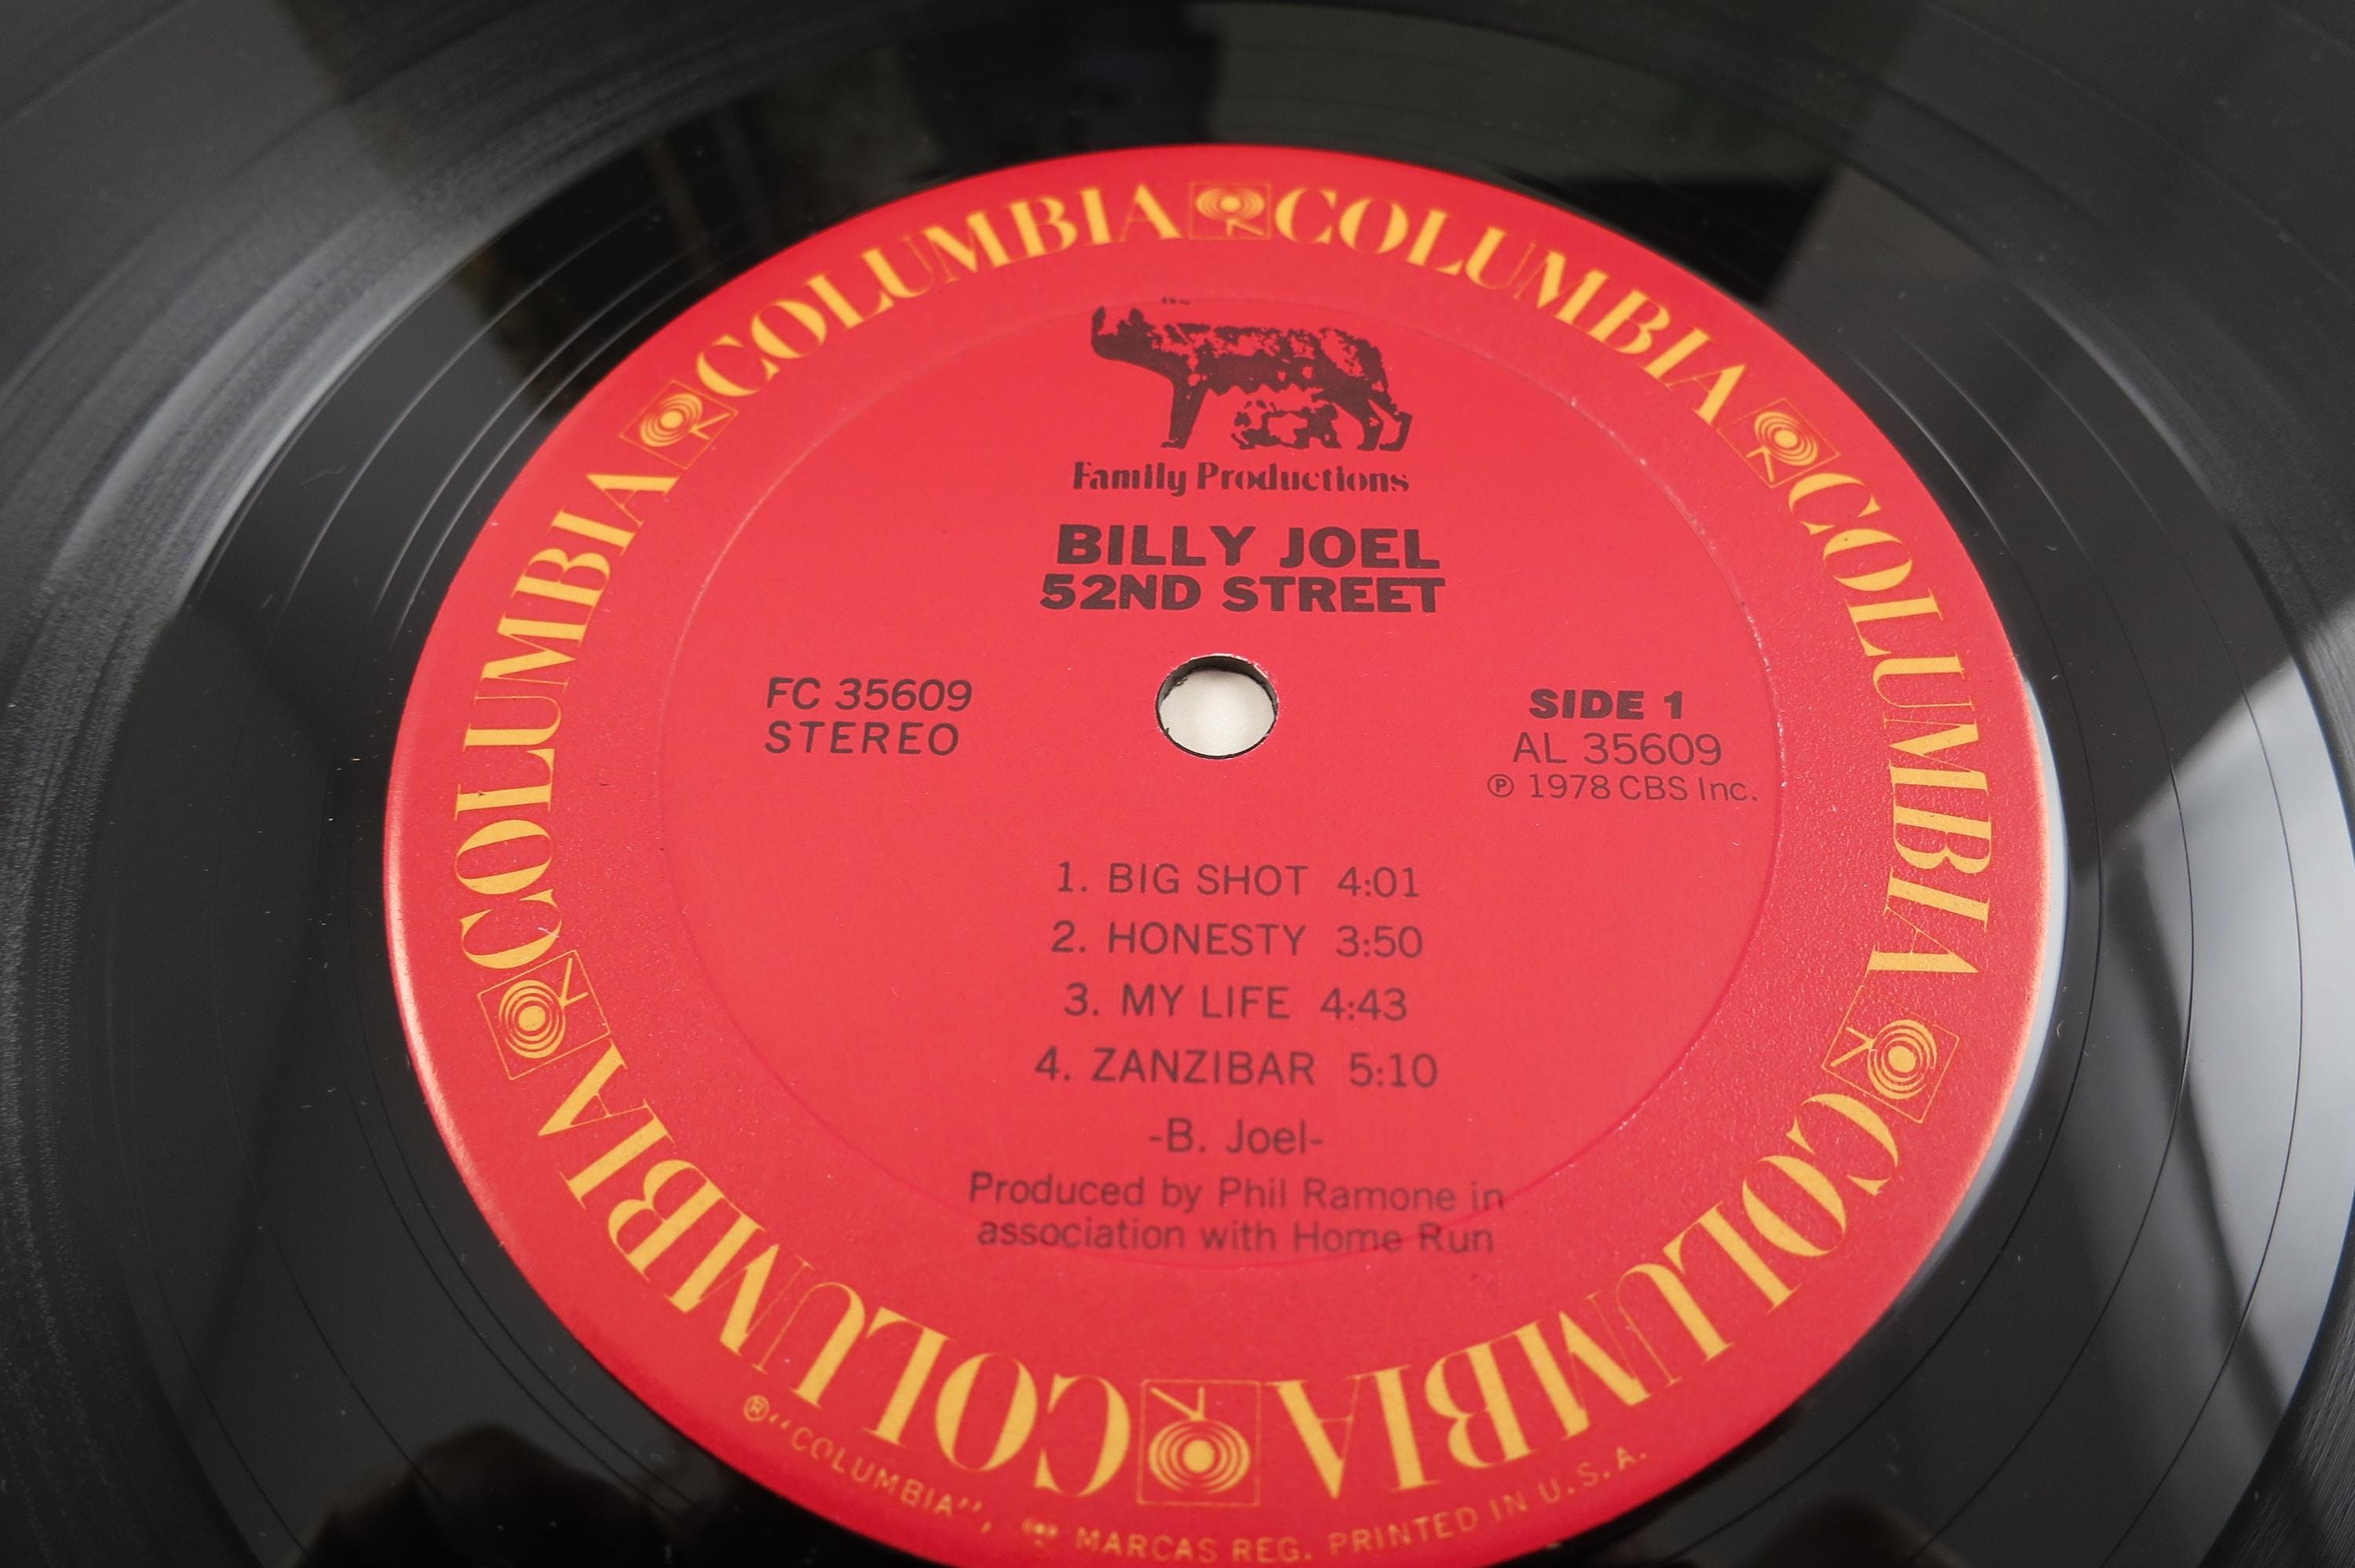 COLUMBIA COLUMBIA COLUMBIA COLUMBIA COLUMBIA COLUMBIA
Family Productions
BILLY JOEL
52ND STREET
FC 35609
STEREO
SIDE 1
AL 35609
℗ 1978 CBS Inc.
1. BIG SHOT 4:01
2. HONESTY 3:50
3. MY LIFE 4:43
4. ZANZIBAR 5:10
-B. Joel-
Produced by Phil Ramone in
association with Home Run
® "COLUMBIA", MARCAS REG. PRINTED IN U.S.A.